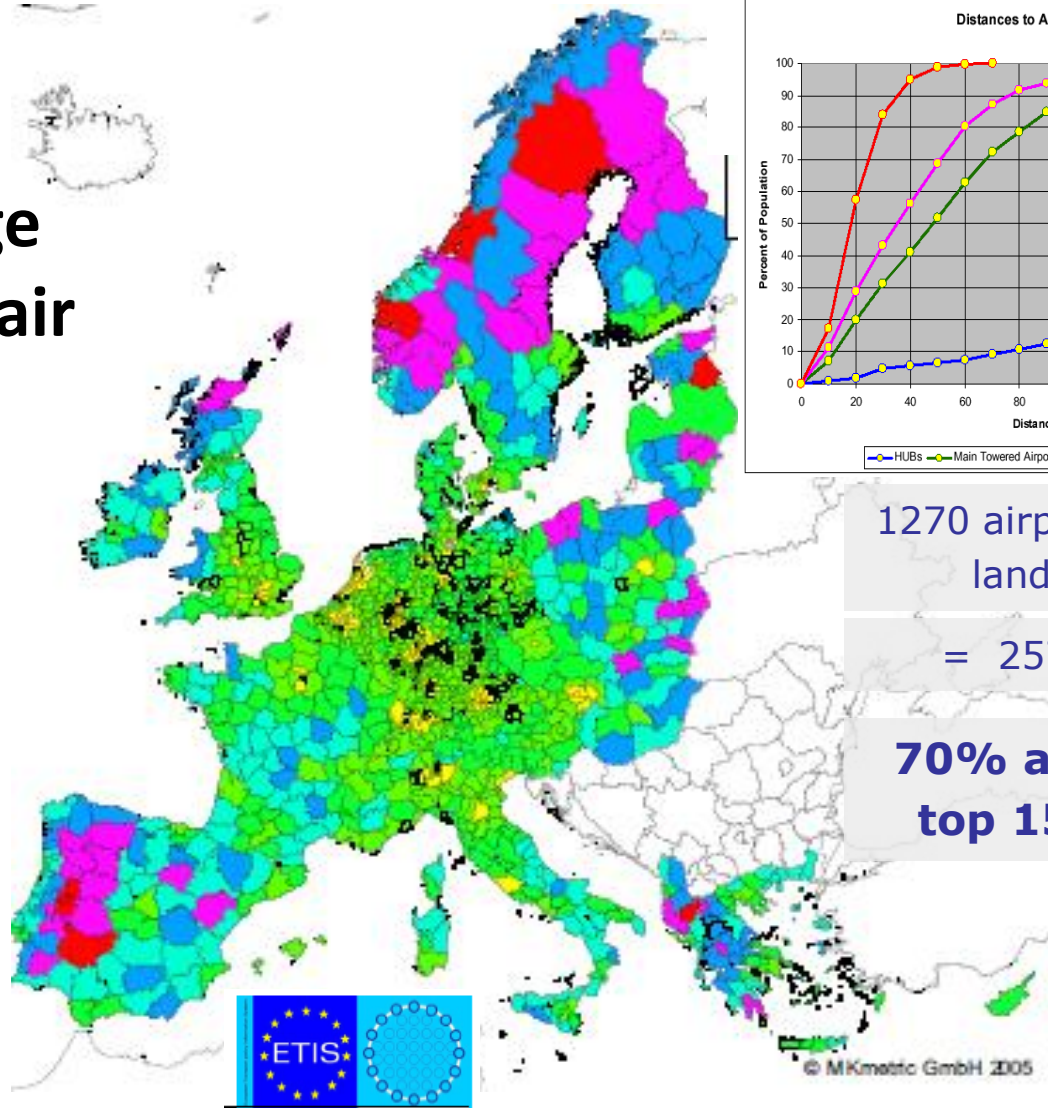 ge
air
Distances to A
Percent of Population
100
90
80
70
60
50
40
30
20
10
0
0 20 40 60 80
Distanc
HUBs Main Towered Airpo
1270 airp
land
= 25
70% a
top 15
ETIS
© MKmetric GmbH 2005